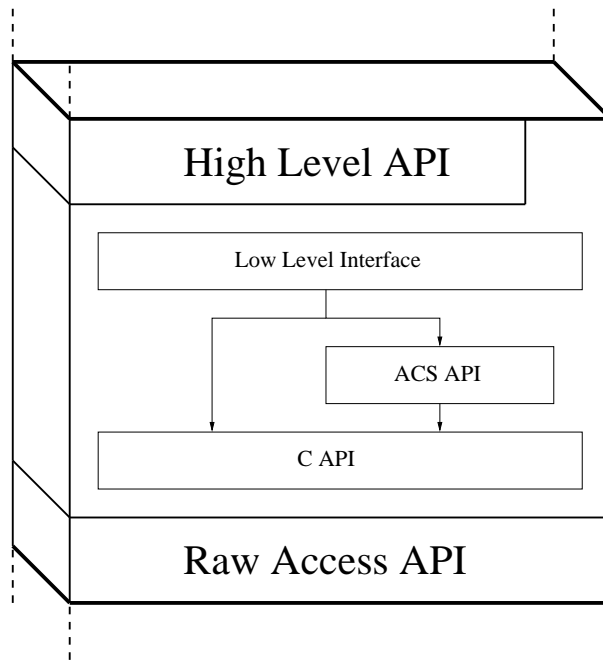 High Level API
Low Level Interface
ACS API
C API
Raw Access API